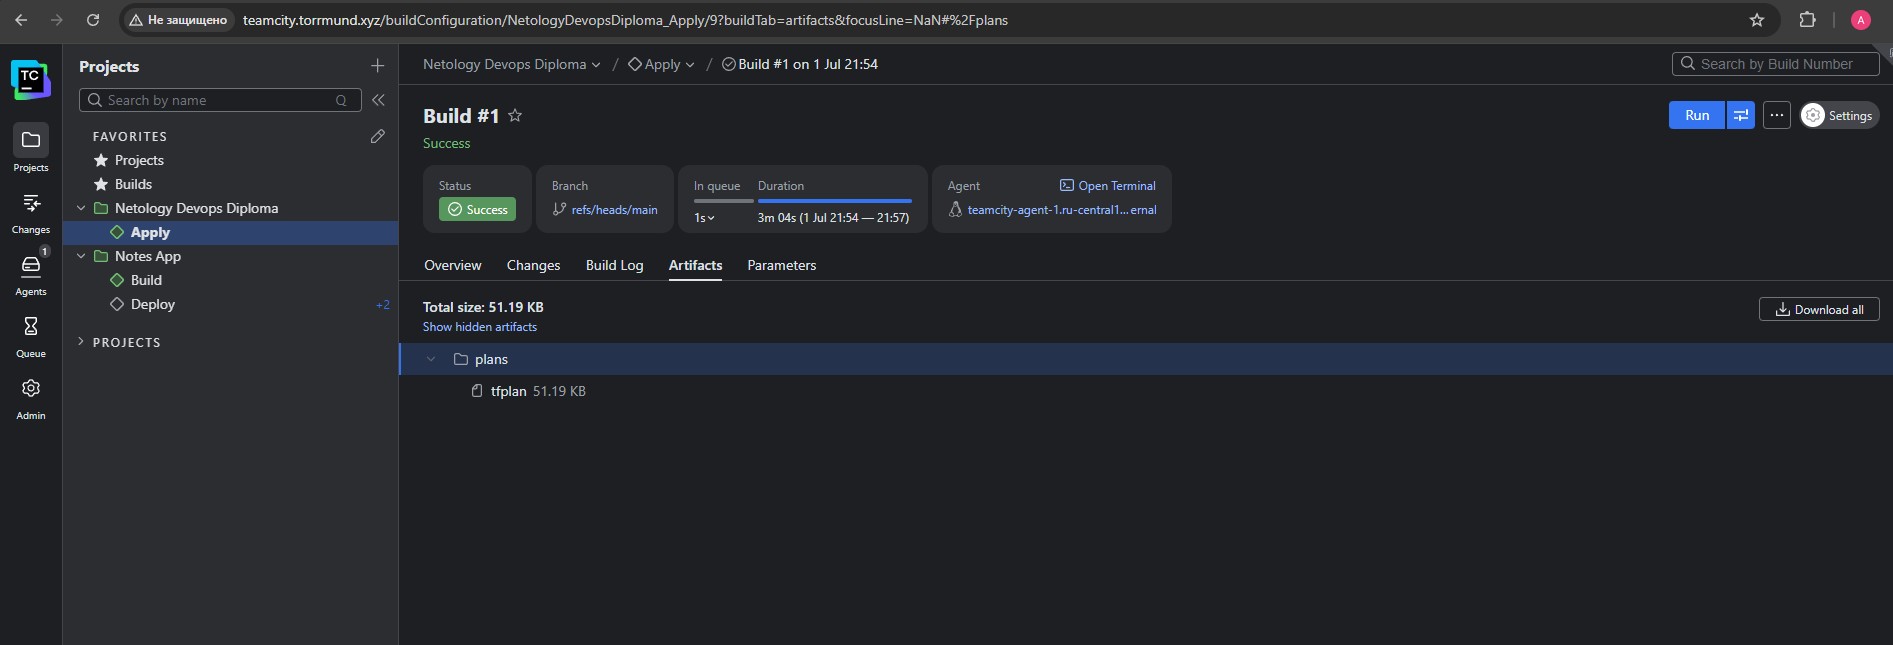 Не защищено teamcity.torrmund.xyz/buildConfiguration/NetologyDevopsDiploma_Apply/9?buildTab=artifacts&focusLine=NaN#%2Fplans
A
TC
Projects
Changes
1
Agents
Queue
Admin
Projects
Search by name Q
FAVORITES
Projects
Builds
Netology Devops Diploma
Apply
Notes App
Build
Deploy +2
PROJECTS
Netology Devops Diploma / Apply / Build #1 on 1 Jul 21:54
Search by Build Number
Build #1
Run
Settings
Success
Status
Success
Branch
refs/heads/main
In queue Duration
1s 3m 04s (1 Jul 21:54 — 21:57)
Agent Open Terminal
teamcity-agent-1.ru-central1... ernal
Overview Changes Build Log Artifacts Parameters
Total size: 51.19 KB
Show hidden artifacts
Download all
plans
tfplan 51.19 KB